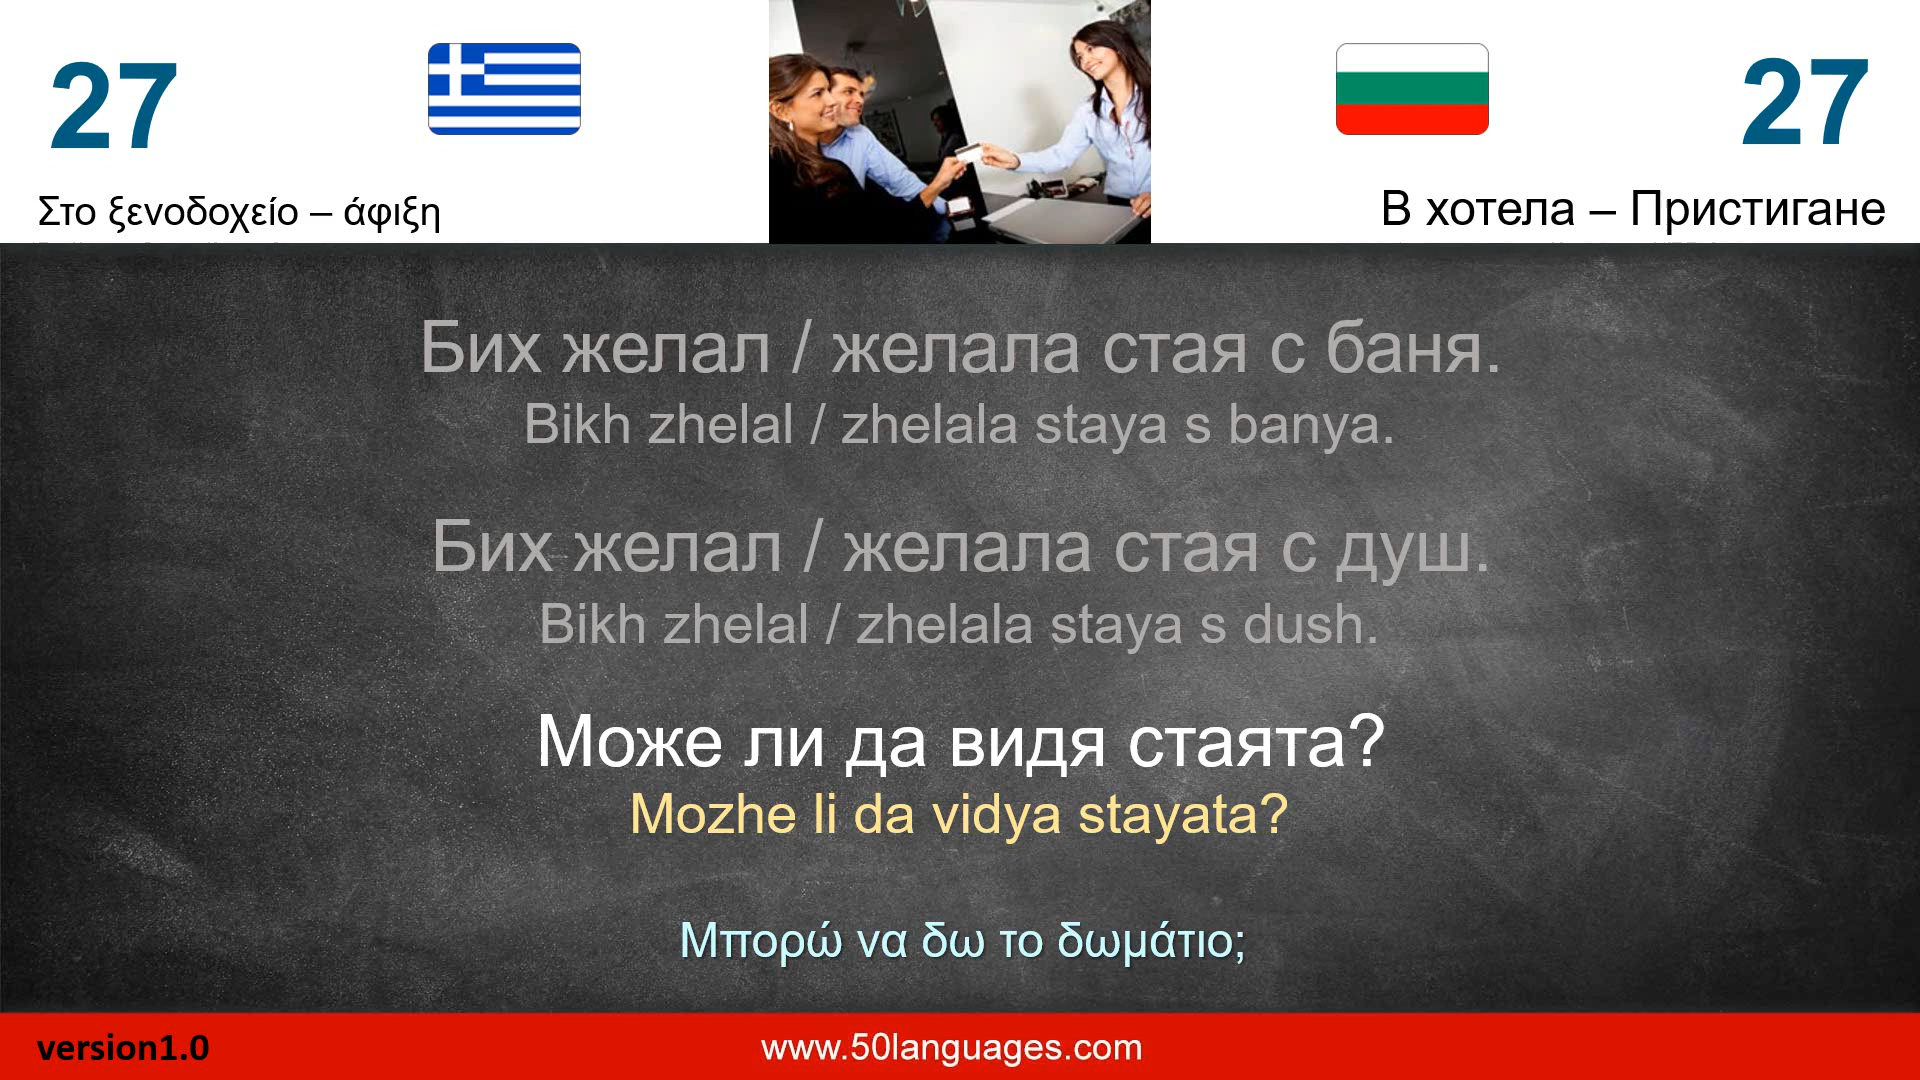 27
27
Στο ξενοδοχείο – άφιξη
В хотела – Пристигане
Бих желал / желала стая с баня.
Bikh zhelal / zhelala staya s banya.
Бих желал / желала стая с душ.
Bikh zhelal / zhelala staya s dush.
Може ли да видя стаята?
Mozhe li da vidya stayata?
Μπορώ να δω το δωμάτιο;
version1.0
www.50languages.com